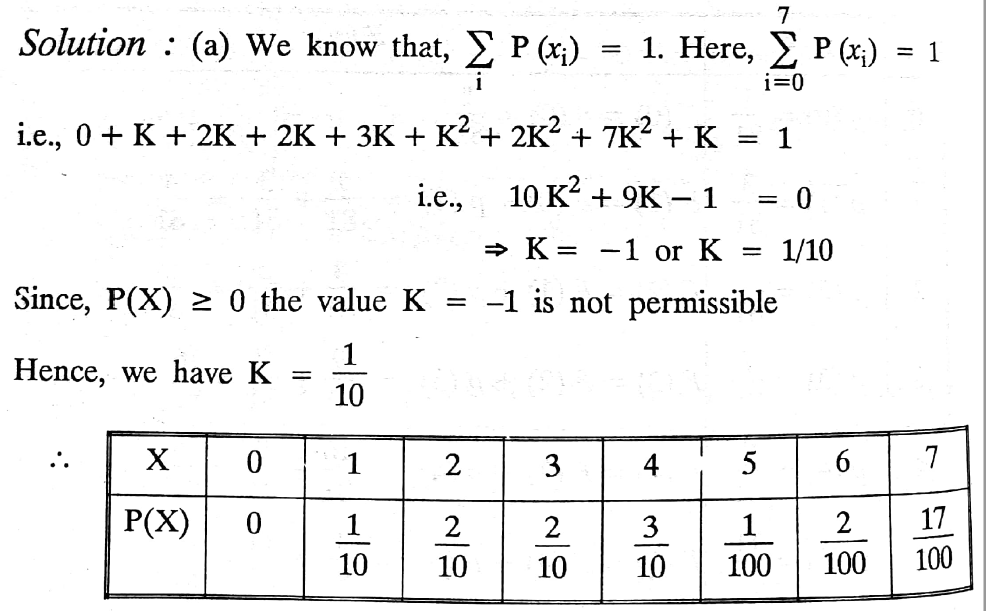 Solution : (a) We know that, ∑_i P (x_i) = 1. Here, ∑_{i=0}^{7} P (x_i) = 1
i.e., 0 + K + 2K + 2K + 3K + K² + 2K² + 7K² + K = 1
i.e., 10 K² + 9K – 1 = 0
⇒ K = –1 or K = 1/10
Since, P(X) ≥ 0 the value K = –1 is not permissible
Hence, we have K = 1/10
∴ X 0 1 2 3 4 5 6 7
P(X) 0 1/10 2/10 2/10 3/10 1/100 2/100 17/100